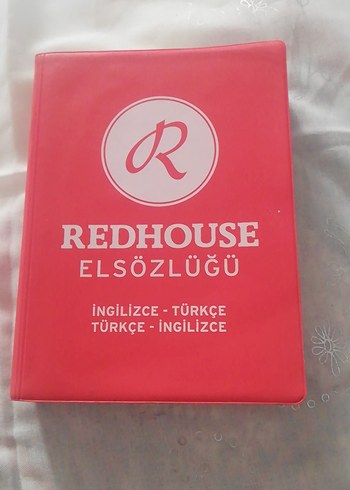 R
REDHOUSE
ELSÖZLÜĞÜ
İNGİLİZCE - TÜRKÇE
TÜRKÇE - İNGİLİZCE